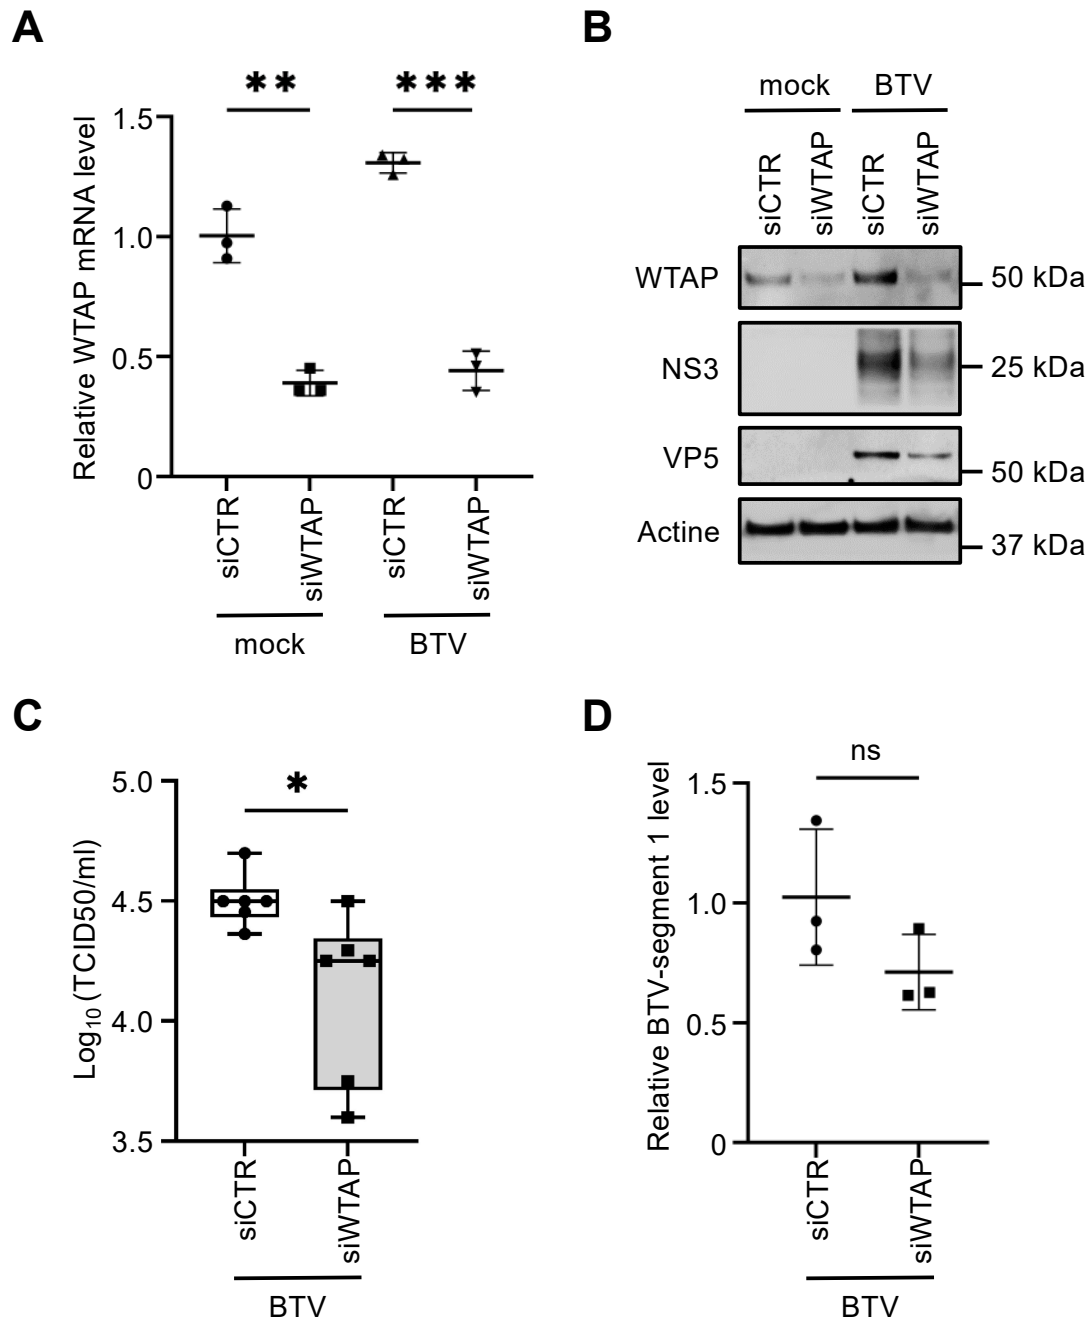 A
** ***
Relative WTAP mRNA level
1.5
1.0
0.5
0
siCTR siWTAP siCTR siWTAP
mock BTV
B
mock BTV
siCTR siWTAP siCTR siWTAP
WTAP 50 kDa
NS3 25 kDa
VP5 50 kDa
Actine 37 kDa
C
*
Log10 (TCID50/ml)
5.0
4.5
4.0
3.5
siCTR siWTAP
BTV
D
ns
Relative BTV-segment 1 level
1.5
1.0
0.5
0
siCTR siWTAP
BTV